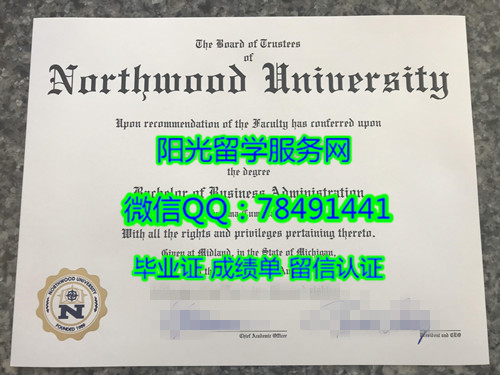 The Board of Trustees
of
Northwood University
Upon recommendation of the Faculty has conferred upon
阳光留学服务网
the degree
Bachelor of Business Administration
微信QQ：78491441
With all the rights and privileges pertaining thereto.
Given at Midland, in the State of Michigan,
毕业证 成绩单 留信认证
NORTHWOOD UNIVERSITY
N
FOUNDED 1959
Chief Academic Officer
President and CEO